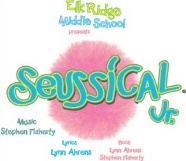 Elk Ridge
Middle School
presents
Seussical Jr.
Music
Stephen Flaherty
Lyrics
Lynn Ahrens
Book
Lynn Ahrens
Stephen Flaherty